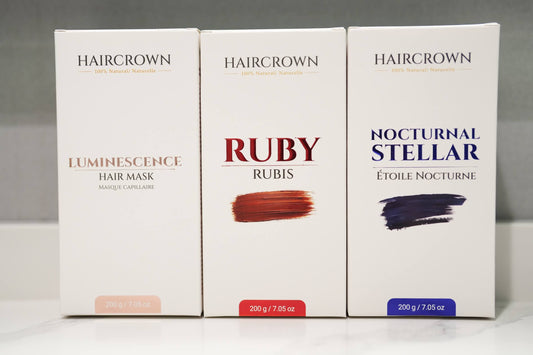 HAIRCROWN
100% Natural/Naturelle
LUMINESCENCE
HAIR MASK
MASQUE CAPILLAIRE
200 g / 7.05 oz
HAIRCROWN
100% Natural/Naturelle
RUBY
RUBIS
200 g / 7.05 oz
HAIRCROWN
100% Natural/Naturelle
NOCTURNAL
STELLAR
ÉTOILE NOCTURNE
200 g / 7.05 oz